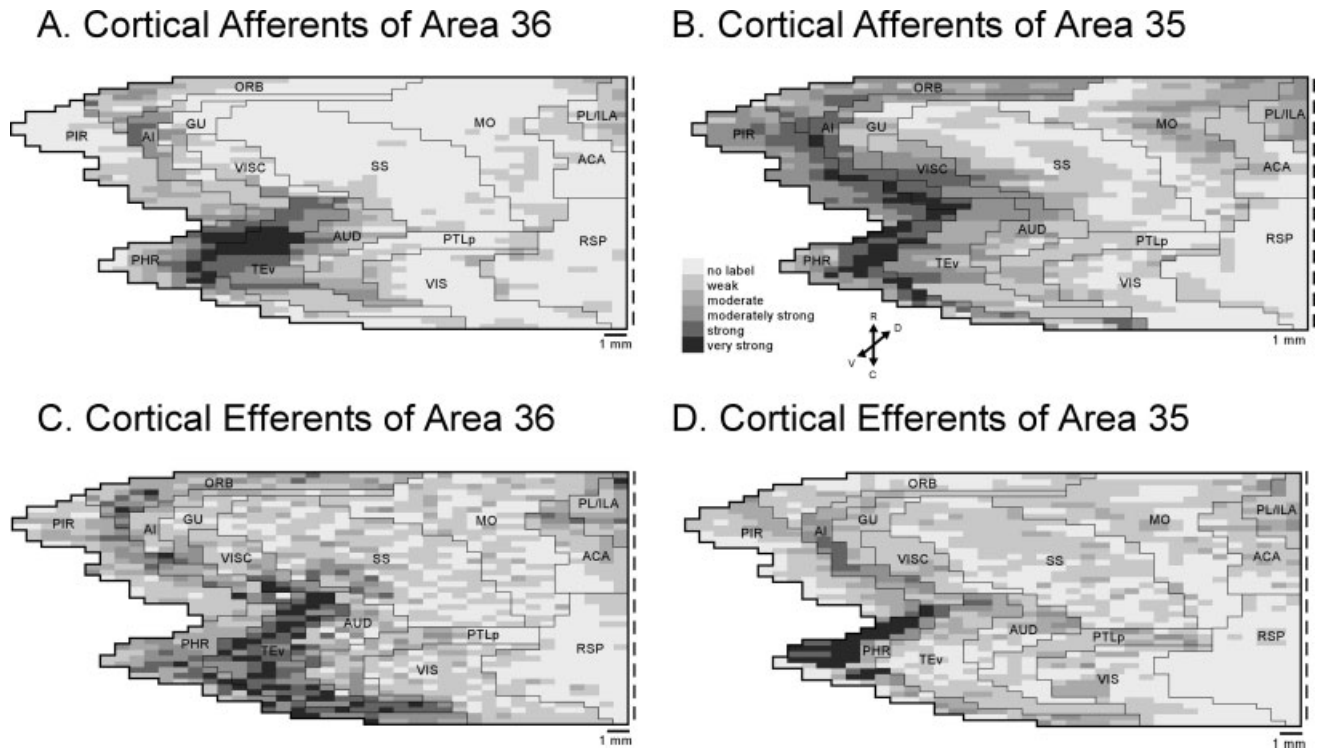 A. Cortical Afferents of Area 36
B. Cortical Afferents of Area 35
ORB
PIR
AI
GU
MO
PL/ILA
VISC
SS
ACA
AUD
PTLp
RSP
PHR
TEv
VIS
1 mm
ORB
PIR
AI
GU
MO
PL/ILA
VISC
SS
ACA
AUD
PTLp
RSP
PHR
TEv
VIS
no label
weak
moderate
moderately strong
strong
very strong
R
D
V
C
1 mm
C. Cortical Efferents of Area 36
D. Cortical Efferents of Area 35
ORB
PIR
AI
GU
MO
PL/ILA
VISC
SS
ACA
AUD
PTLp
RSP
PHR
TEv
VIS
1 mm
ORB
PIR
AI
GU
MO
PL/ILA
VISC
SS
ACA
AUD
PTLp
RSP
PHR
TEv
VIS
1 mm